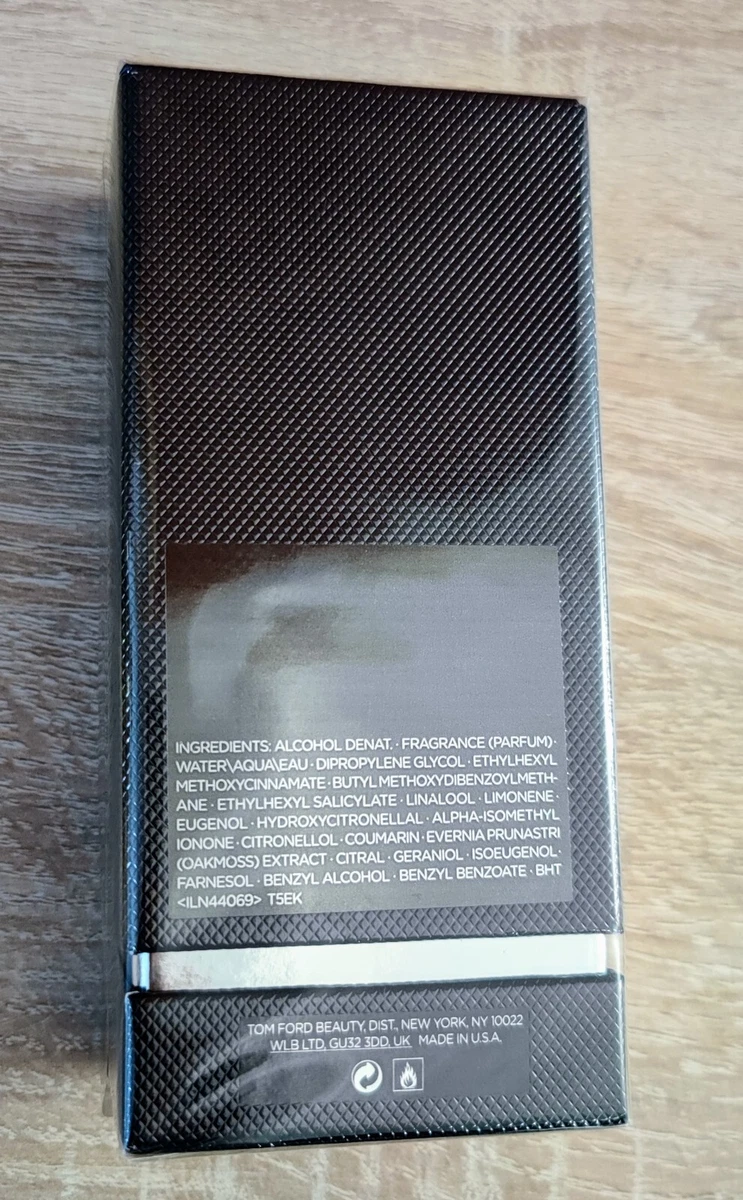 INGREDIENTS: ALCOHOL DENAT. · FRAGRANCE (PARFUM) ·
WATER\AQUA\EAU · DIPROPYLENE GLYCOL · ETHYLHEXYL
METHOXYCINNAMATE · BUTYL METHOXYDIBENZOYLMETH-
ANE · ETHYLHEXYL SALICYLATE · LINALOOL · LIMONENE ·
EUGENOL · HYDROXYCITRONELLAL · ALPHA-ISOMETHYL
IONONE · CITRONELLOL · COUMARIN · EVERNIA PRUNASTRI
(OAKMOSS) EXTRACT · CITRAL · GERANIOL · ISOEUGENOL ·
FARNESOL · BENZYL ALCOHOL · BENZYL BENZOATE · BHT
<ILN44069> T5EK
TOM FORD BEAUTY, DIST., NEW YORK, NY 10022
WLB LTD, GU32 3DD, UK MADE IN U.S.A.